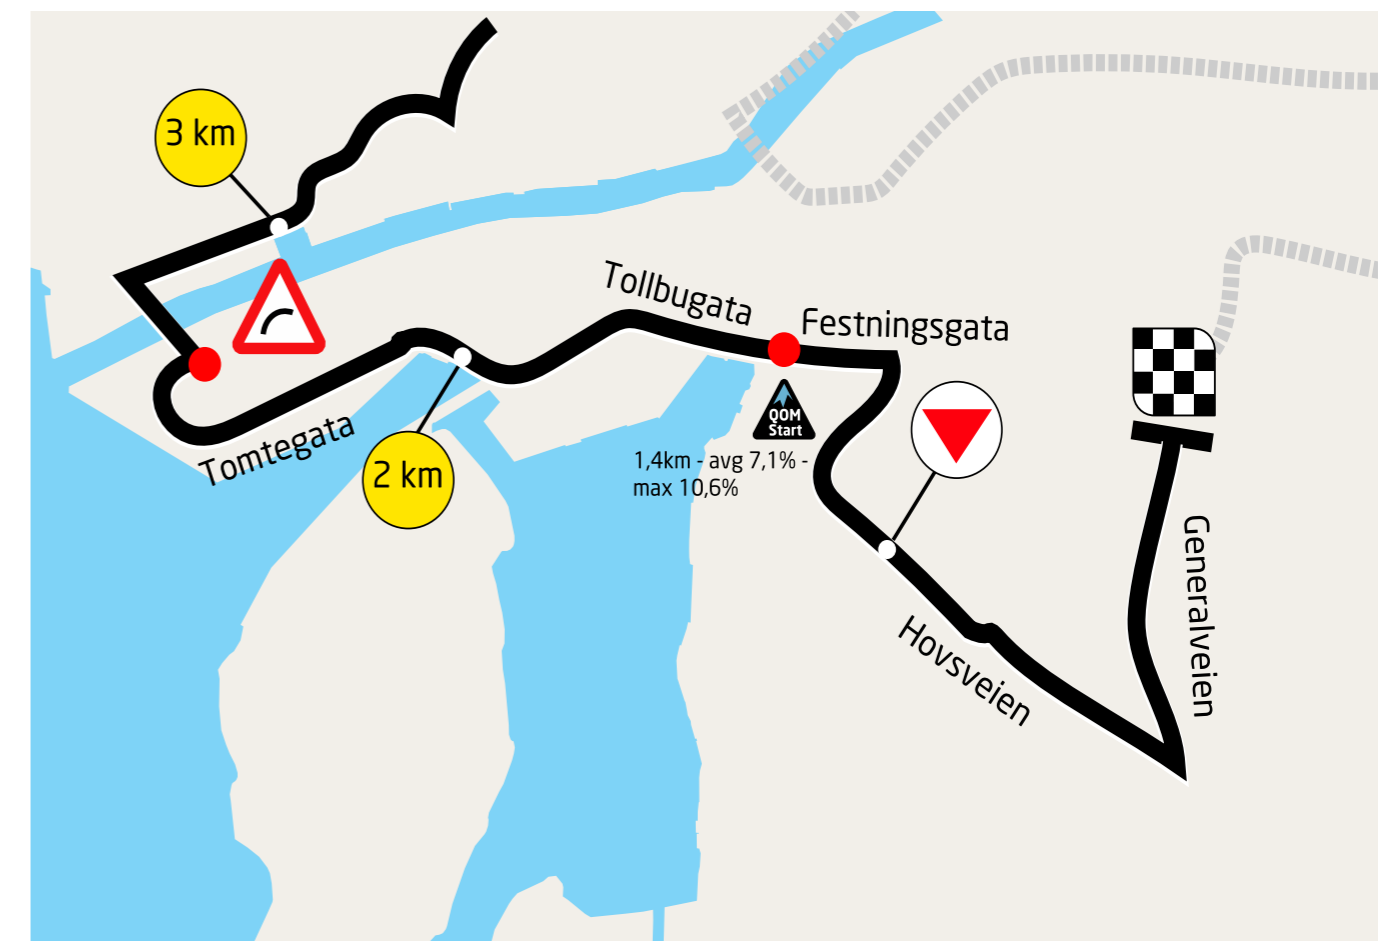 3 km
Tollbugata
Festningsgata
QOM
Start
1,4km - avg 7,1% -
max 10,6%
Tomtegata
2 km
Generalveien
Hovsveien